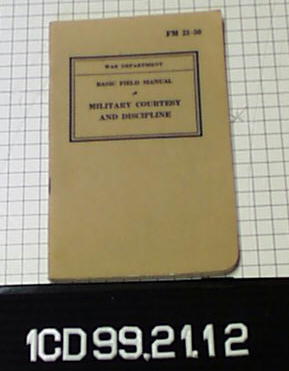 FM 21-50
WAR DEPARTMENT
BASIC FIELD MANUAL
MILITARY COURTESY
AND DISCIPLINE
1CD99.21.12